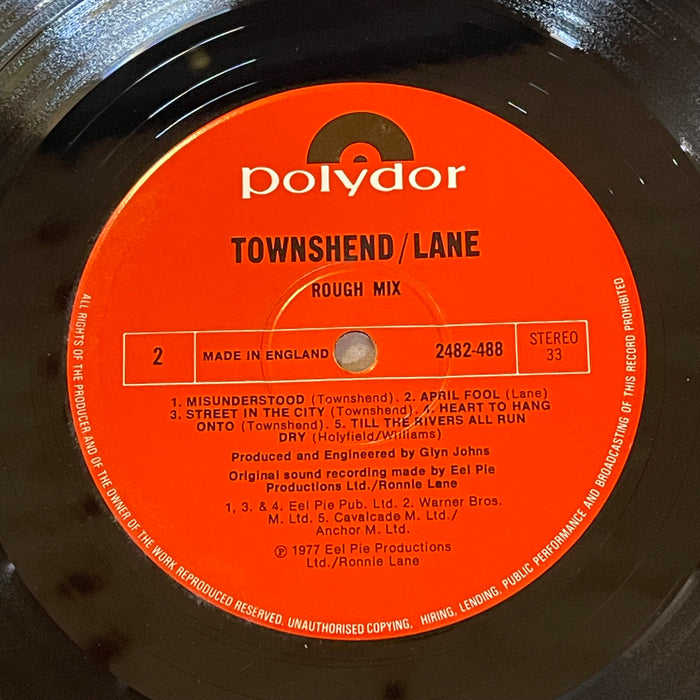 polydor
TOWNSHEND/LANE
ROUGH MIX
2 MADE IN ENGLAND 2482-488 STEREO
33
1. MISUNDERSTOOD (Townshend). 2. APRIL FOOL (Lane)
3. STREET IN THE CITY (Townshend). 4. HEART TO HANG
ONTO (Townshend). 5. TILL THE RIVERS ALL RUN
DRY (Holyfield/Williams)
Produced and Engineered by Glyn Johns
Original sound recording made by Eel Pie
Productions Ltd./Ronnie Lane
1, 3. & 4. Eel Pie Pub. Ltd. 2. Warner Bros.
M. Ltd. 5. Cavalcade M. Ltd./
Anchor M. Ltd.
℗ 1977 Eel Pie Productions
Ltd./Ronnie Lane
ALL RIGHTS OF THE PRODUCER AND OF THE OWNER OF THE WORK REPRODUCED RESERVED. UNAUTHORISED COPYING, HIRING, LENDING, PUBLIC PERFORMANCE AND BROADCASTING OF THIS RECORD PROHIBITED